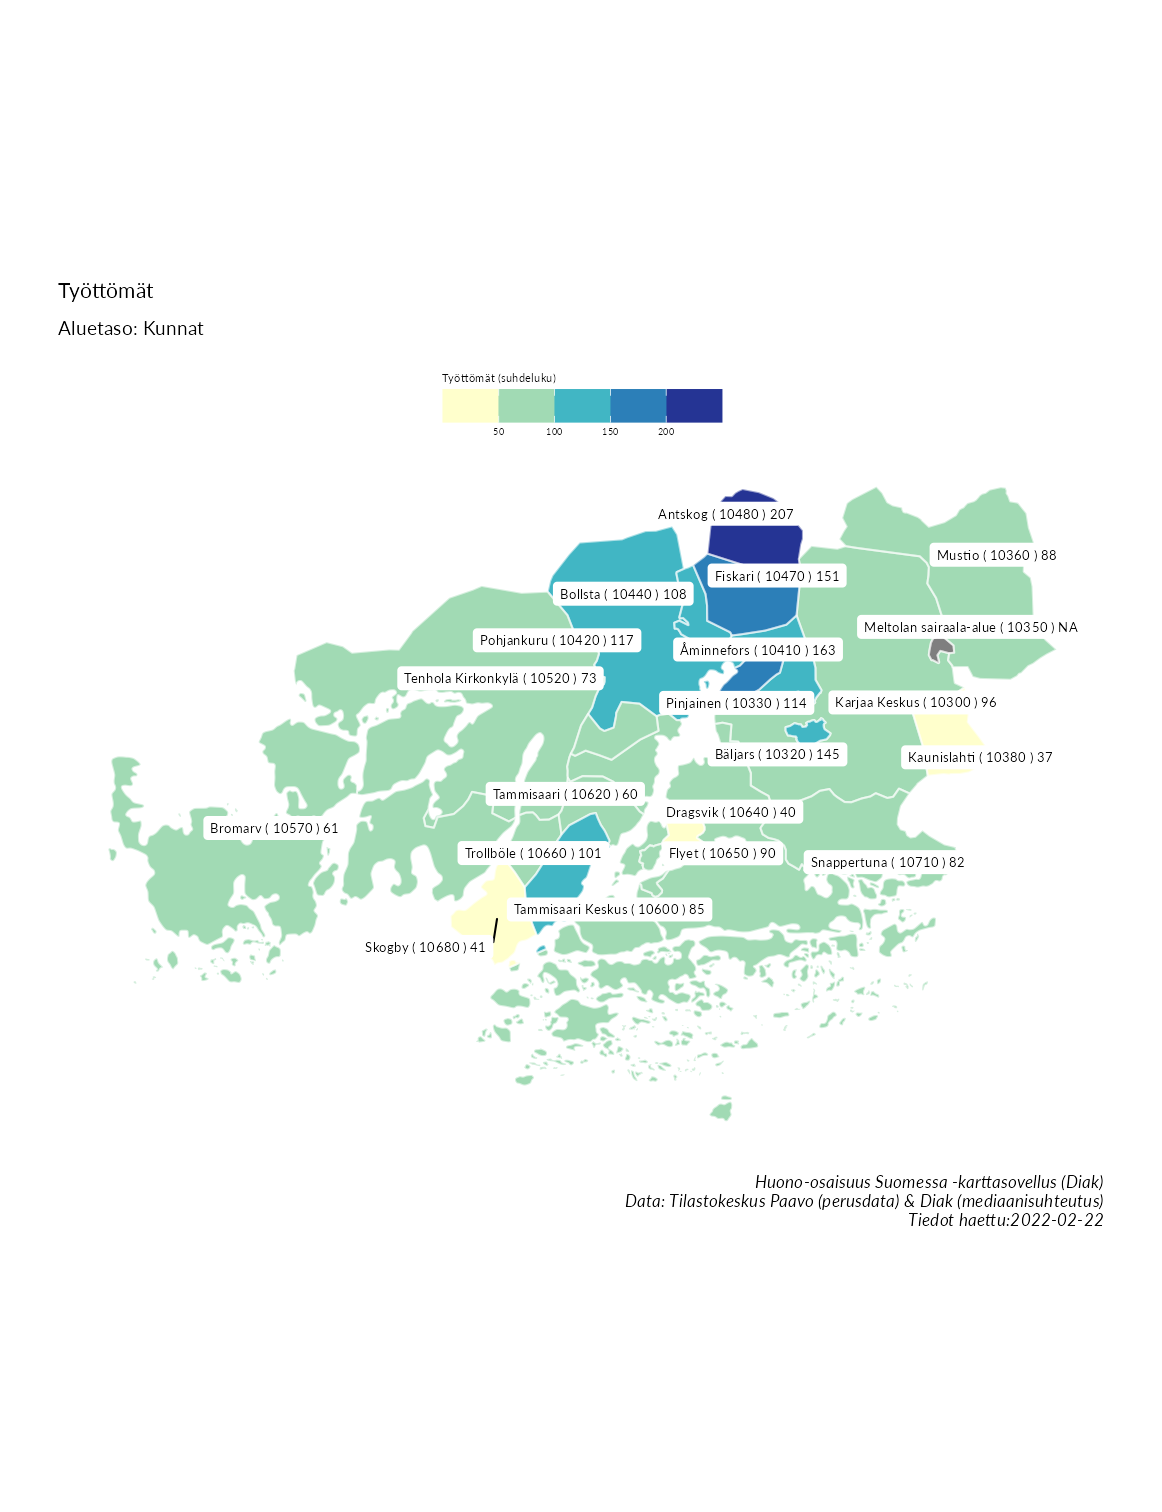 Työttömät
Aluetaso: Kunnat
Työttömät (suhdeluku)
50 100 150 200
Antskog ( 10480 ) 207
Mustio ( 10360 ) 88
Fiskari ( 10470 ) 151
Bollsta ( 10440 ) 108
Meltolan sairaala-alue ( 10350 ) NA
Pohjankuru ( 10420 ) 117
Åminnefors ( 10410 ) 163
Tenhola Kirkonkylä ( 10520 ) 73
Pinjainen ( 10330 ) 114
Karjaa Keskus ( 10300 ) 96
Bäljars ( 10320 ) 145
Kaunislahti ( 10380 ) 37
Tammisaari ( 10620 ) 60
Dragsvik ( 10640 ) 40
Bromarv ( 10570 ) 61
Trollböle ( 10660 ) 101
Flyet ( 10650 ) 90
Snappertuna ( 10710 ) 82
Tammisaari Keskus ( 10600 ) 85
Skogby ( 10680 ) 41
Huono-osaisuus Suomessa -karttasovellus (Diak)
Data: Tilastokeskus Paavo (perusdata) & Diak (mediaanisuhteutus)
Tiedot haettu:2022-02-22